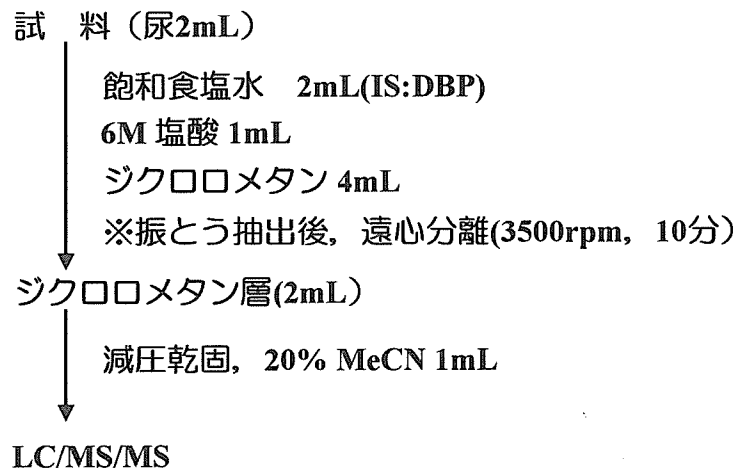 試　料（尿2mL）
飽和食塩水　2mL(IS:DBP)
6M 塩酸 1mL
ジクロロメタン 4mL
※振とう抽出後，遠心分離(3500rpm，10分）
ジクロロメタン層(2mL）
減圧乾固，20% MeCN 1mL
LC/MS/MS